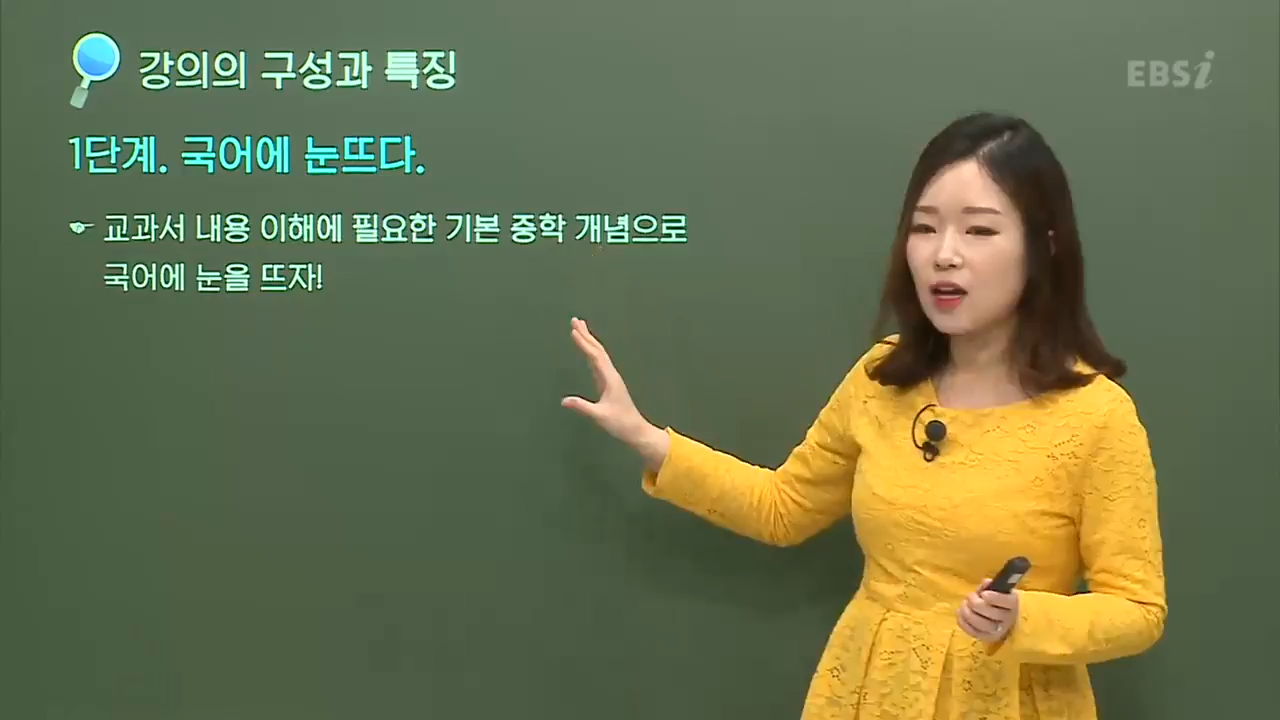 강의의 구성과 특징
EBSi
1단계. 국어에 눈뜨다.
☞ 교과서 내용 이해에 필요한 기본 중학 개념으로
국어에 눈을 뜨자!